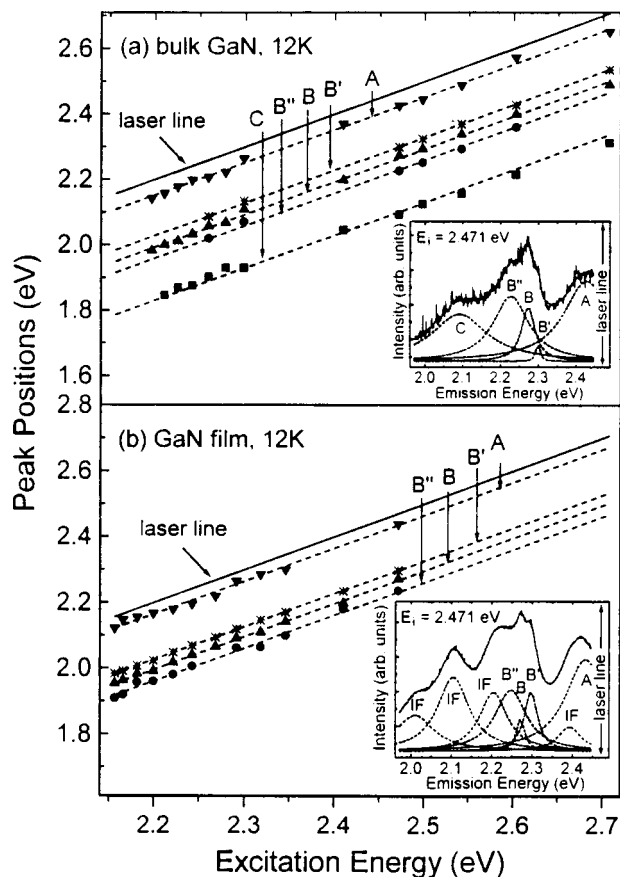 2.6
(a) bulk GaN, 12K
A
B'
B
B"
C
laser line
2.4
2.2
2.0
1.8
1.6
Peak Positions (eV)
Intensity (arb. units)
E₁ = 2.471 eV
C
B"
B
B'
A
laser line
2.0 2.1 2.2 2.3 2.4
Emission Energy (eV)
2.8
(b) GaN film, 12K
A
B'
B
B"
2.6
laser line
2.4
2.2
2.0
1.8
Intensity (arb. units)
E₁ = 2.471 eV
IF
IF
IF
B"
B
B'
IF
A
laser line
2.0 2.1 2.2 2.3 2.4
Emission Energy (eV)
2.2 2.3 2.4 2.5 2.6 2.7
Excitation Energy (eV)